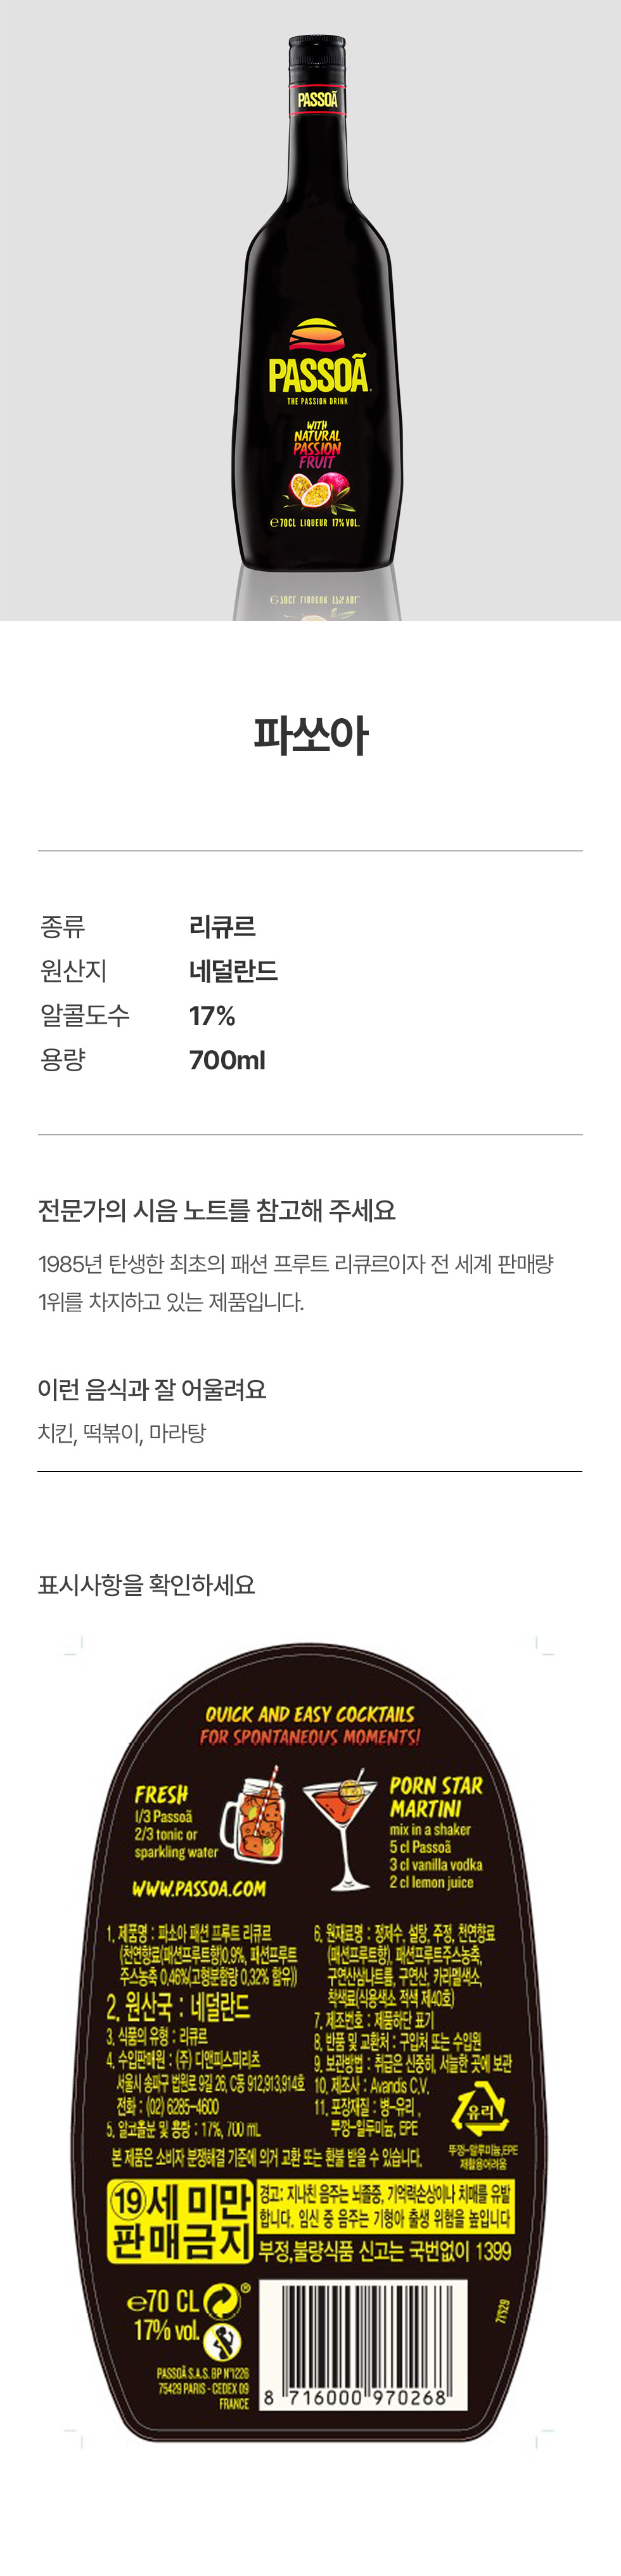 PASSOÃ
PASSOÃ
THE PASSION DRINK
WITH
NATURAL
PASSION
FRUIT
℮70CL LIQUEUR 17% VOL.
파쏘아
종류 리큐르
원산지 네덜란드
알콜도수 17%
용량 700ml
전문가의 시음 노트를 참고해 주세요
1985년 탄생한 최초의 패션 프루트 리큐르이자 전 세계 판매량
1위를 차지하고 있는 제품입니다.
이런 음식과 잘 어울려요
치킨, 떡볶이, 마라탕
표시사항을 확인하세요
QUICK AND EASY COCKTAILS
FOR SPONTANEOUS MOMENTS!
FRESH
1/3 Passoã
2/3 tonic or
sparkling water
WWW.PASSOA.COM
PORN STAR
MARTINI
mix in a shaker
5 cl Passoã
3 cl vanilla vodka
2 cl lemon juice
1. 제품명 : 파소아 패션 프루트 리큐르
(천연향료(패션프루트향)0.9%, 패션프루트
주스농축 0.46%(고형분함량 0.32% 함유))
2. 원산국 : 네덜란드
3. 식품의 유형 : 리큐르
4. 수입판매원 : (주) 디앤피스피리츠
서울시 송파구 법원로 9길 26, C동 912,913,914호
전화 : (02) 6285-4600
5. 알코올분 및 용량 : 17%, 700 mL
6. 원재료명 : 정제수, 설탕, 주정, 천연향료
(패션프루트향), 패션프루트주스농축,
구연산삼나트륨, 구연산, 카라멜색소,
착색료(식용색소 적색 제40호)
7. 제조번호 : 제품하단 표기
8. 반품 및 교환처 : 구입처 또는 수입원
9. 보관방법 : 취급은 신중히, 서늘한 곳에 보관
10. 제조사 : Avandis C.V.
11. 포장재질 : 병-유리 ,
뚜껑-알루미늄, EPE
유리
뚜껑-알루미늄,EPE
재활용어려움
본 제품은 소비자 분쟁해결 기준에 의거 교환 또는 환불 받을 수 있습니다.
19세 미만
판매금지
경고: 지나친 음주는 뇌졸중, 기억력손상이나 치매를 유발
합니다. 임신 중 음주는 기형아 출생 위험을 높입니다
부정,불량식품 신고는 국번없이 1399
℮70 CL
17% vol.
PASSOÃ S.A.S. BP N°1226
75429 PARIS - CEDEX 09
FRANCE
8 716000 970268